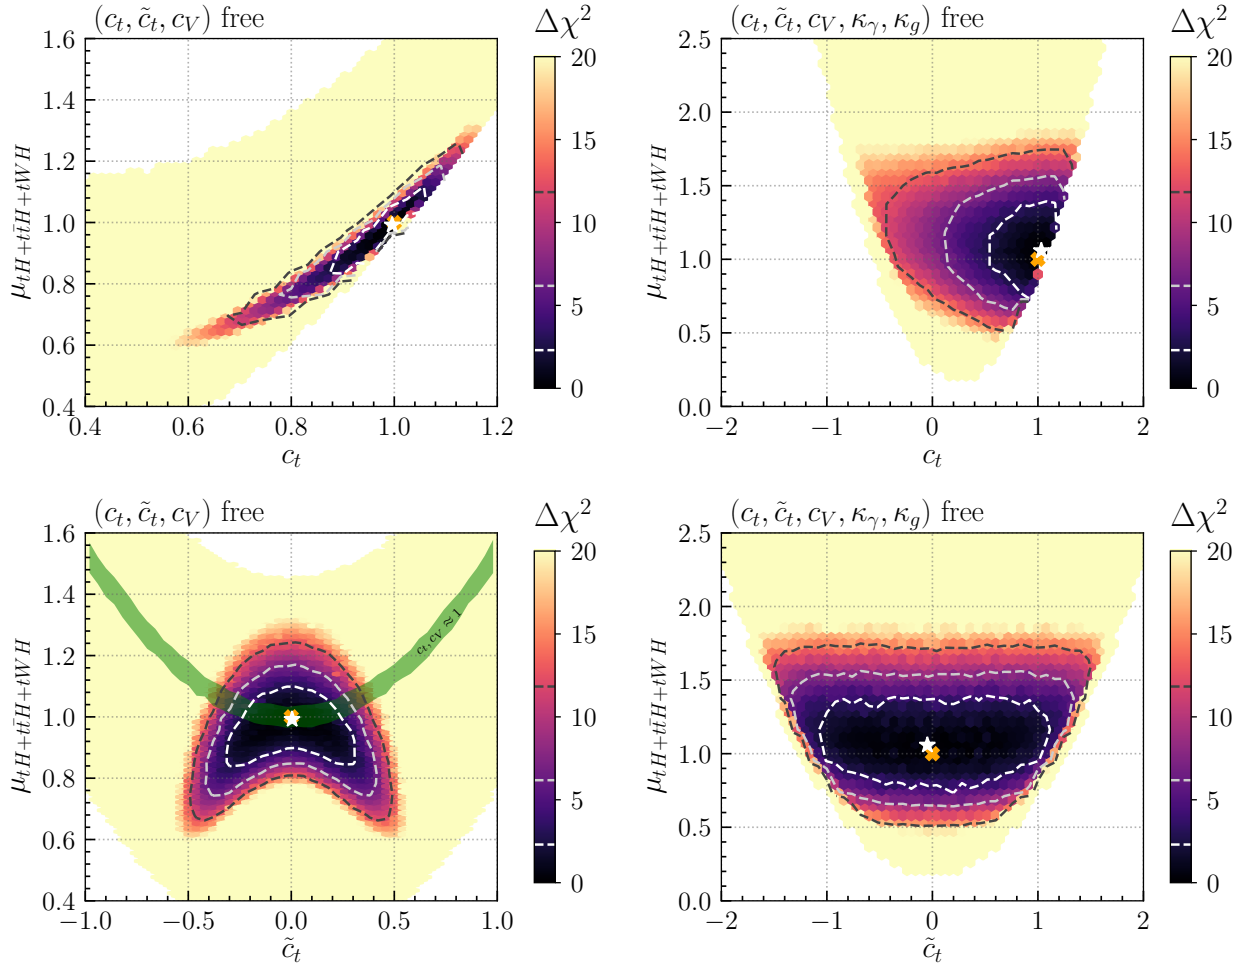 (c_t, c̃_t, c_V) free
Δχ²
1.6
1.4
1.2
1.0
0.8
0.6
0.4
μ_{tH+tt̄H+tWH}
0.4 0.6 0.8 1.0 1.2
c_t
20
15
10
5
0
(c_t, c̃_t, c_V, κ_γ, κ_g) free
Δχ²
2.5
2.0
1.5
1.0
0.5
0.0
μ_{tH+tt̄H+tWH}
−2 −1 0 1 2
c_t
20
15
10
5
0
(c_t, c̃_t, c_V) free
Δχ²
1.6
1.4
1.2
1.0
0.8
0.6
0.4
μ_{tH+tt̄H+tWH}
c_t, c_V ≈ 1
−1.0 −0.5 0.0 0.5 1.0
c̃_t
20
15
10
5
0
(c_t, c̃_t, c_V, κ_γ, κ_g) free
Δχ²
2.5
2.0
1.5
1.0
0.5
0.0
μ_{tH+tt̄H+tWH}
−2 −1 0 1 2
c̃_t
20
15
10
5
0